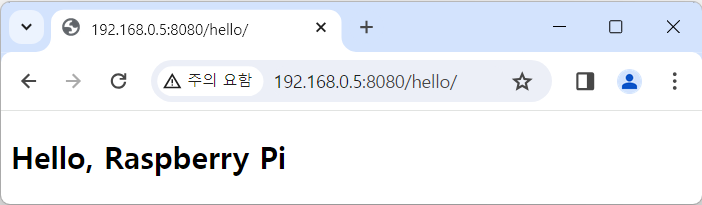 192.168.0.5:8080/hello/
주의 요함 192.168.0.5:8080/hello/
Hello, Raspberry Pi